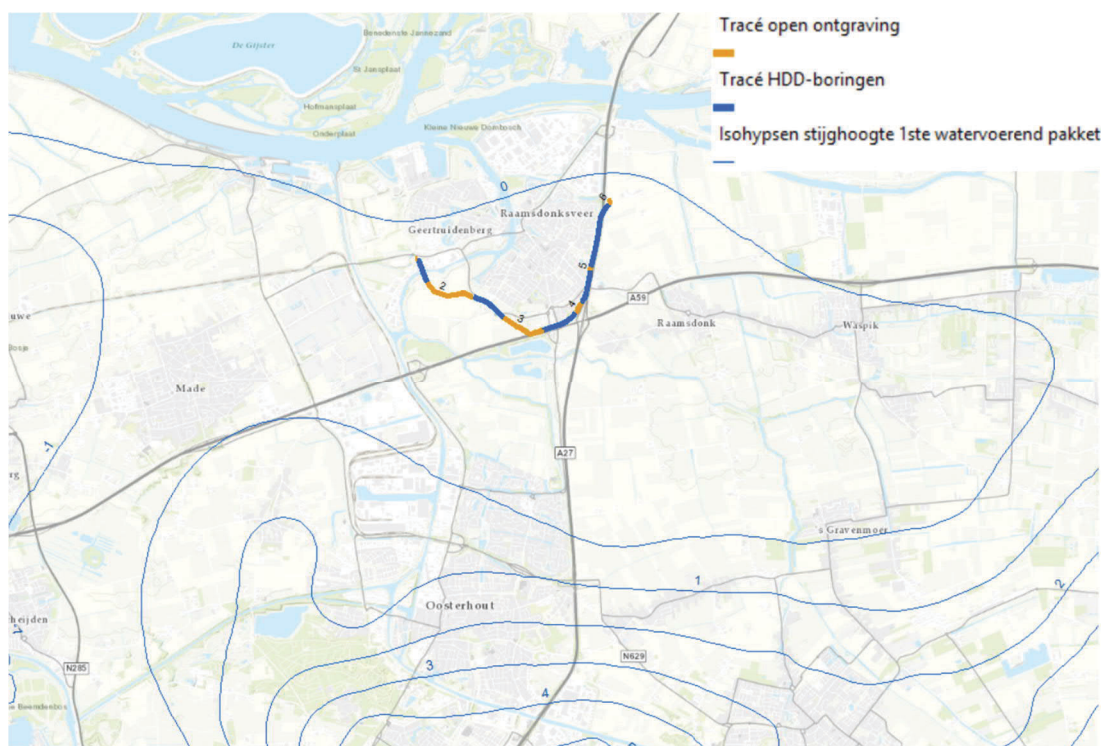 Tracé open ontgraving
Tracé HDD-boringen
Isohypsen stijghoogte 1ste watervoerend pakket
De Gijster
Benedenste Jannezand
St Jansplaat
Hofmansplaat
Onderplaat
Kleine Nieuwe Dombosch
0
Raamsdonksveer
6
Geertruidenberg
2
5
3
4
A59
Raamsdonk
Waspik
Made
-1
A27
s Gravenmoer
1
2
Oosterhout
3
N629
4
N285